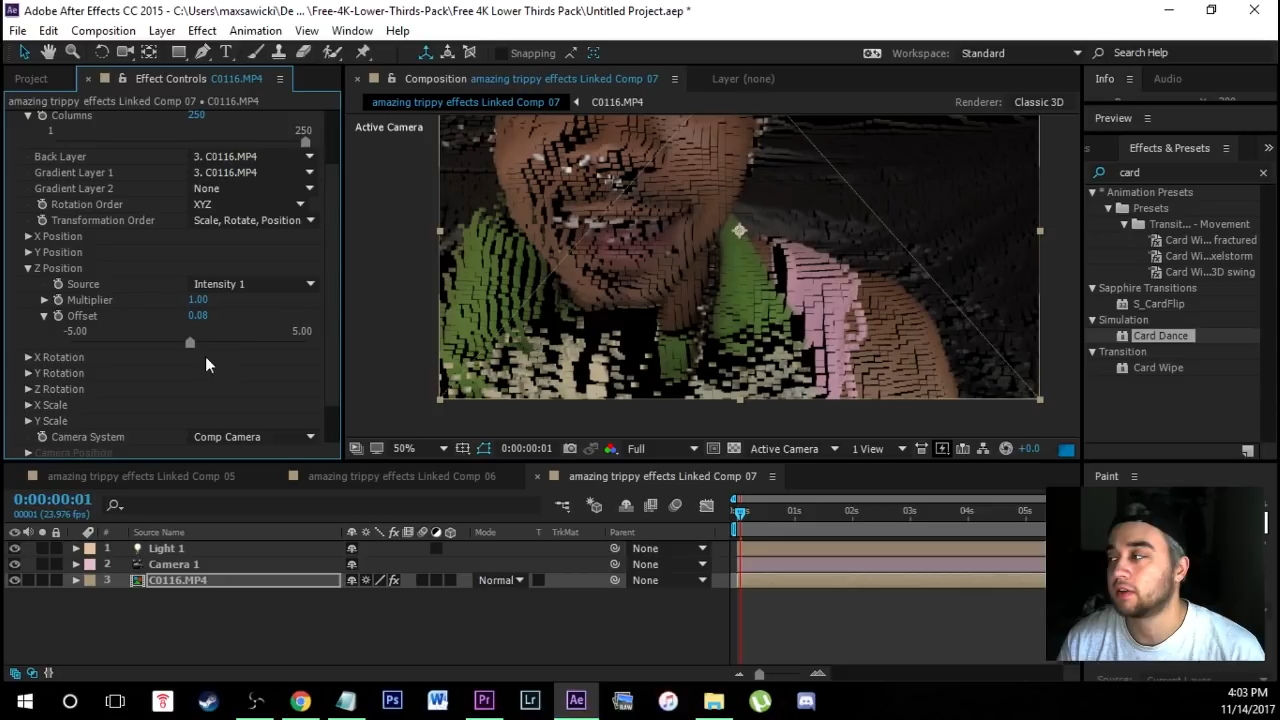 Adobe After Effects CC 2015 - C:\Users\maxsawicki\De ... \Free-4K-Lower-Thirds-Pack\Free 4K Lower Thirds Pack\Untitled Project.aep *
File Edit Composition Layer Effect Animation View Window Help
Snapping
Workspace: Standard
Search Help
Project
Effect Controls C0116.MP4
Composition amazing trippy effects Linked Comp 07
Layer (none)
Info
Audio
amazing trippy effects Linked Comp 07 • C0116.MP4
amazing trippy effects Linked Comp 07
C0116.MP4
Renderer: Classic 3D
Columns 250
1 250
Back Layer 3. C0116.MP4
Gradient Layer 1 3. C0116.MP4
Gradient Layer 2 None
Rotation Order XYZ
Transformation Order Scale, Rotate, Position
X Position
Y Position
Z Position
Source Intensity 1
Multiplier 1.00
Offset 0.08
-5.00 5.00
X Rotation
Y Rotation
Z Rotation
X Scale
Y Scale
Camera System Comp Camera
Camera Position
Active Camera
50%
0:00:00:01
Full
Active Camera
1 View
+0.0
Preview
Effects & Presets
card
* Animation Presets
Presets
Transit... - Movement
Card Wi... fractured
Card Wi...xelstorm
Card Wi...3D swing
Sapphire Transitions
S_CardFlip
Simulation
Card Dance
Transition
Card Wipe
amazing trippy effects Linked Comp 05
amazing trippy effects Linked Comp 06
amazing trippy effects Linked Comp 07
Paint
0:00:00:01
00001 (23.976 fps)
01s 02s 03s 04s 05s
# Source Name Mode T TrkMat Parent
1 Light 1 None
2 Camera 1 None
3 C0116.MP4 Normal None
Ps W Pr Lr Ae RAW
4:03 PM
11/14/2017